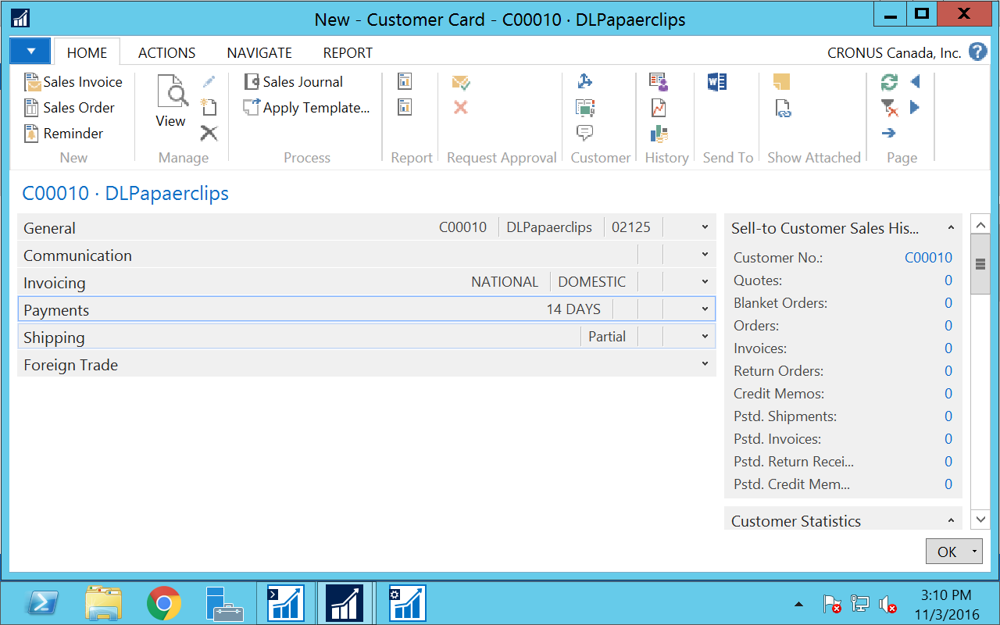 New - Customer Card - C00010 · DLPapaerclips
HOME ACTIONS NAVIGATE REPORT CRONUS Canada, Inc. ?
Sales Invoice
Sales Order
Reminder
New
View
Manage
Sales Journal
Apply Template...
Process
Report
Request Approval
Customer
History
Send To
Show Attached
Page
C00010 · DLPapaerclips
General C00010 DLPapaerclips 02125
Communication
Invoicing NATIONAL DOMESTIC
Payments 14 DAYS
Shipping Partial
Foreign Trade
Sell-to Customer Sales His...
Customer No.: C00010
Quotes: 0
Blanket Orders: 0
Orders: 0
Invoices: 0
Return Orders: 0
Credit Memos: 0
Pstd. Shipments: 0
Pstd. Invoices: 0
Pstd. Return Recei... 0
Pstd. Credit Mem... 0
Customer Statistics
OK
3:10 PM
11/3/2016